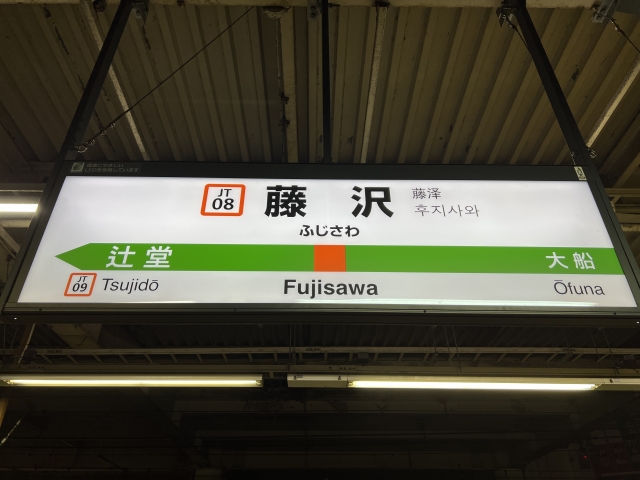 JT
08
藤沢
藤泽
후지사와
ふじさわ
辻堂
大船
JT
09
Tsujidō
Fujisawa
Ōfuna